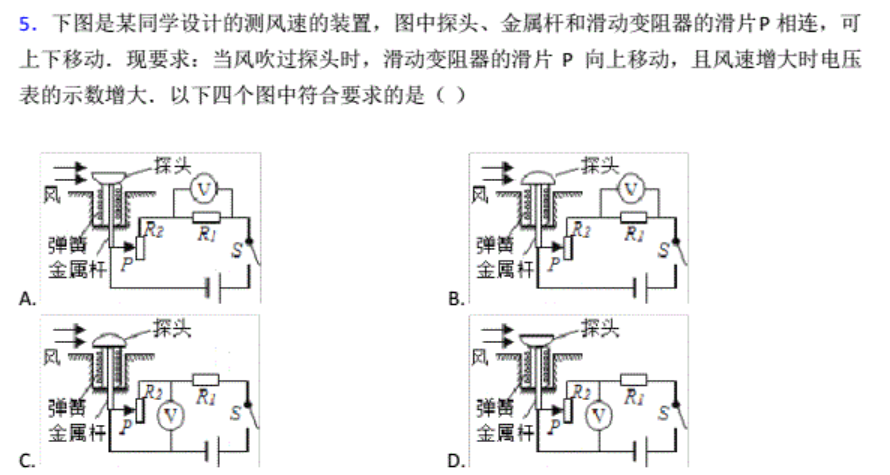 5．下图是某同学设计的测风速的装置，图中探头、金属杆和滑动变阻器的滑片P 相连，可
上下移动．现要求：当风吹过探头时，滑动变阻器的滑片 P 向上移动，且风速增大时电压
表的示数增大．以下四个图中符合要求的是（ ）
探头
V
风
R2
R1
S
弹簧
P
金属杆
A.
探头
V
风
R2
R1
S
弹簧
P
金属杆
B.
探头
风
R2
R1
V
S
弹簧
P
金属杆
C.
探头
风
R2
R1
V
S
弹簧
P
金属杆
D.